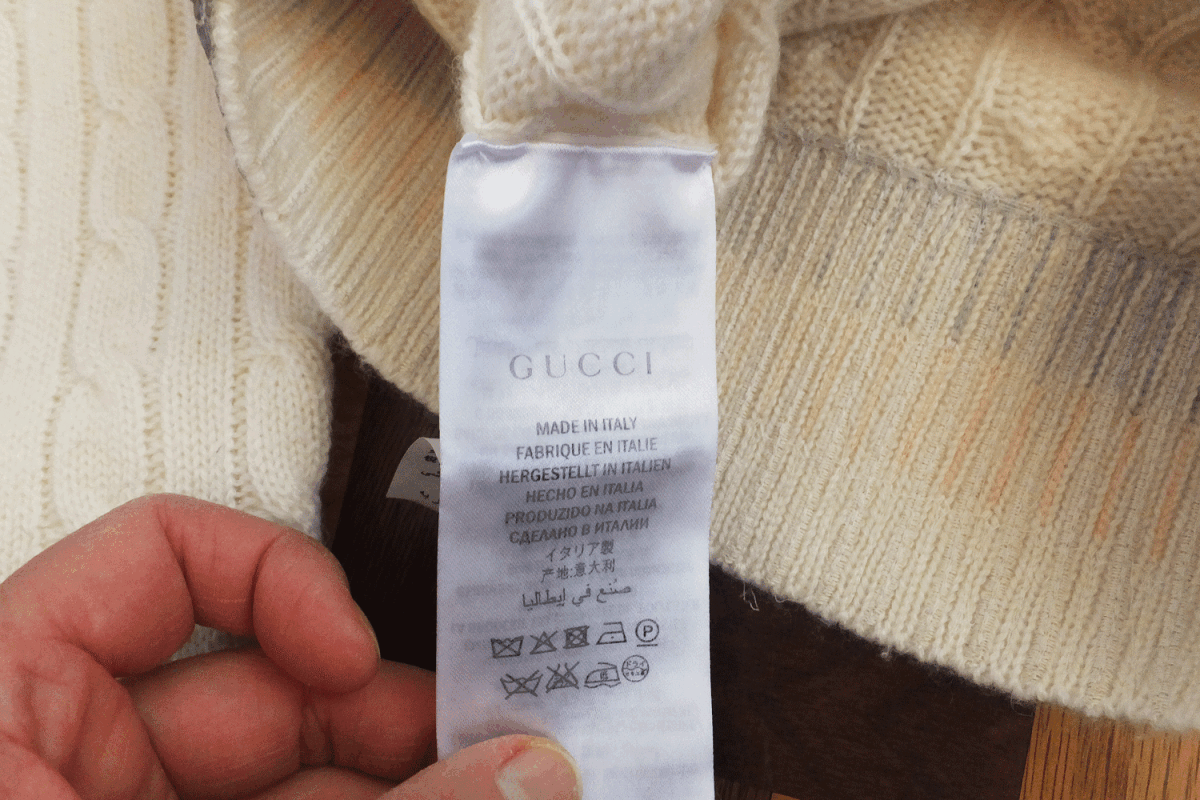 GUCCI
MADE IN ITALY
FABRIQUE EN ITALIE
HERGESTELLT IN ITALIEN
HECHO EN ITALIA
PRODUZIDO NA ITALIA
СДЕЛАНО В ИТАЛИИ
イタリア製
产地:意大利
صُنع في إيطاليا
P